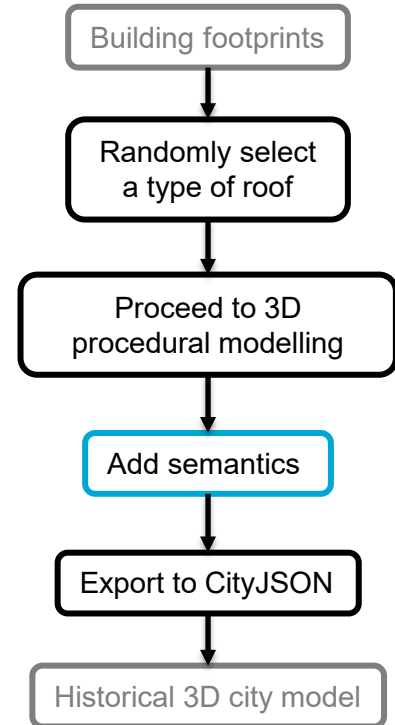 Building footprints
Randomly select
a type of roof
Proceed to 3D
procedural modelling
Add semantics
Export to CityJSON
Historical 3D city model